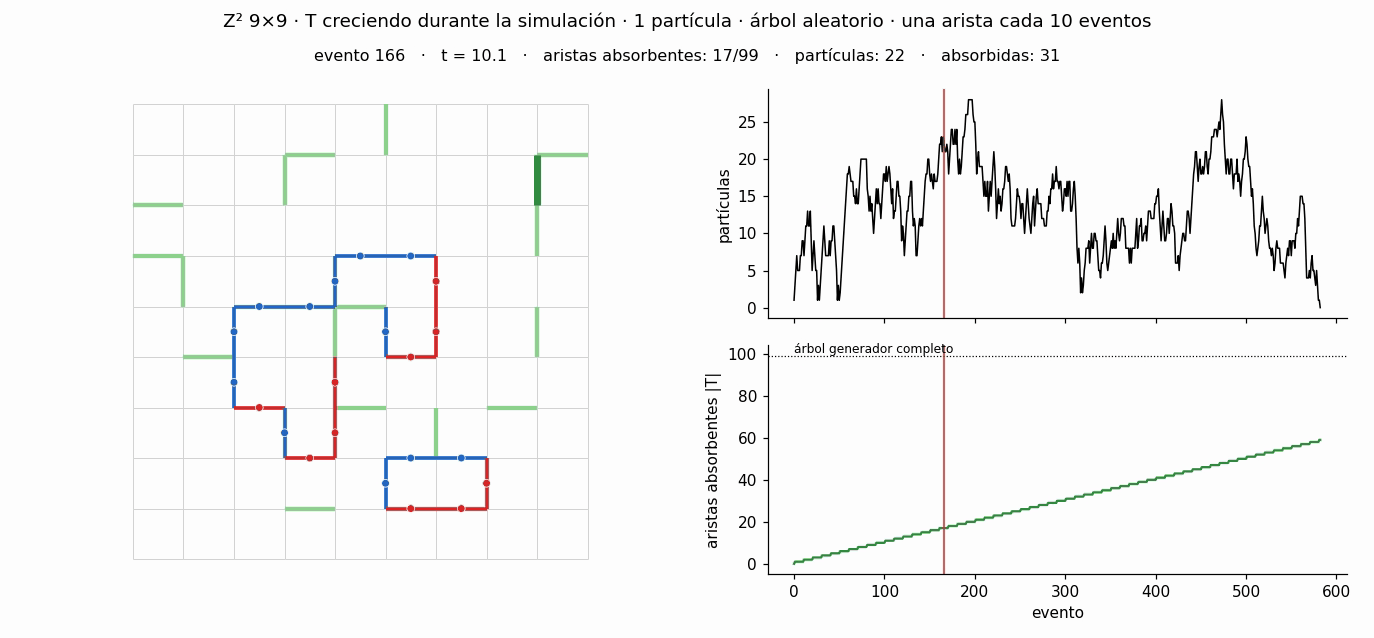 Z² 9×9 · T creciendo durante la simulación · 1 partícula · árbol aleatorio · una arista cada 10 eventos
evento 166 · t = 10.1 · aristas absorbentes: 17/99 · partículas: 22 · absorbidas: 31
partículas
25
20
15
10
5
0
aristas absorbentes |T|
árbol generador completo
100
80
60
40
20
0
0 100 200 300 400 500 600
evento